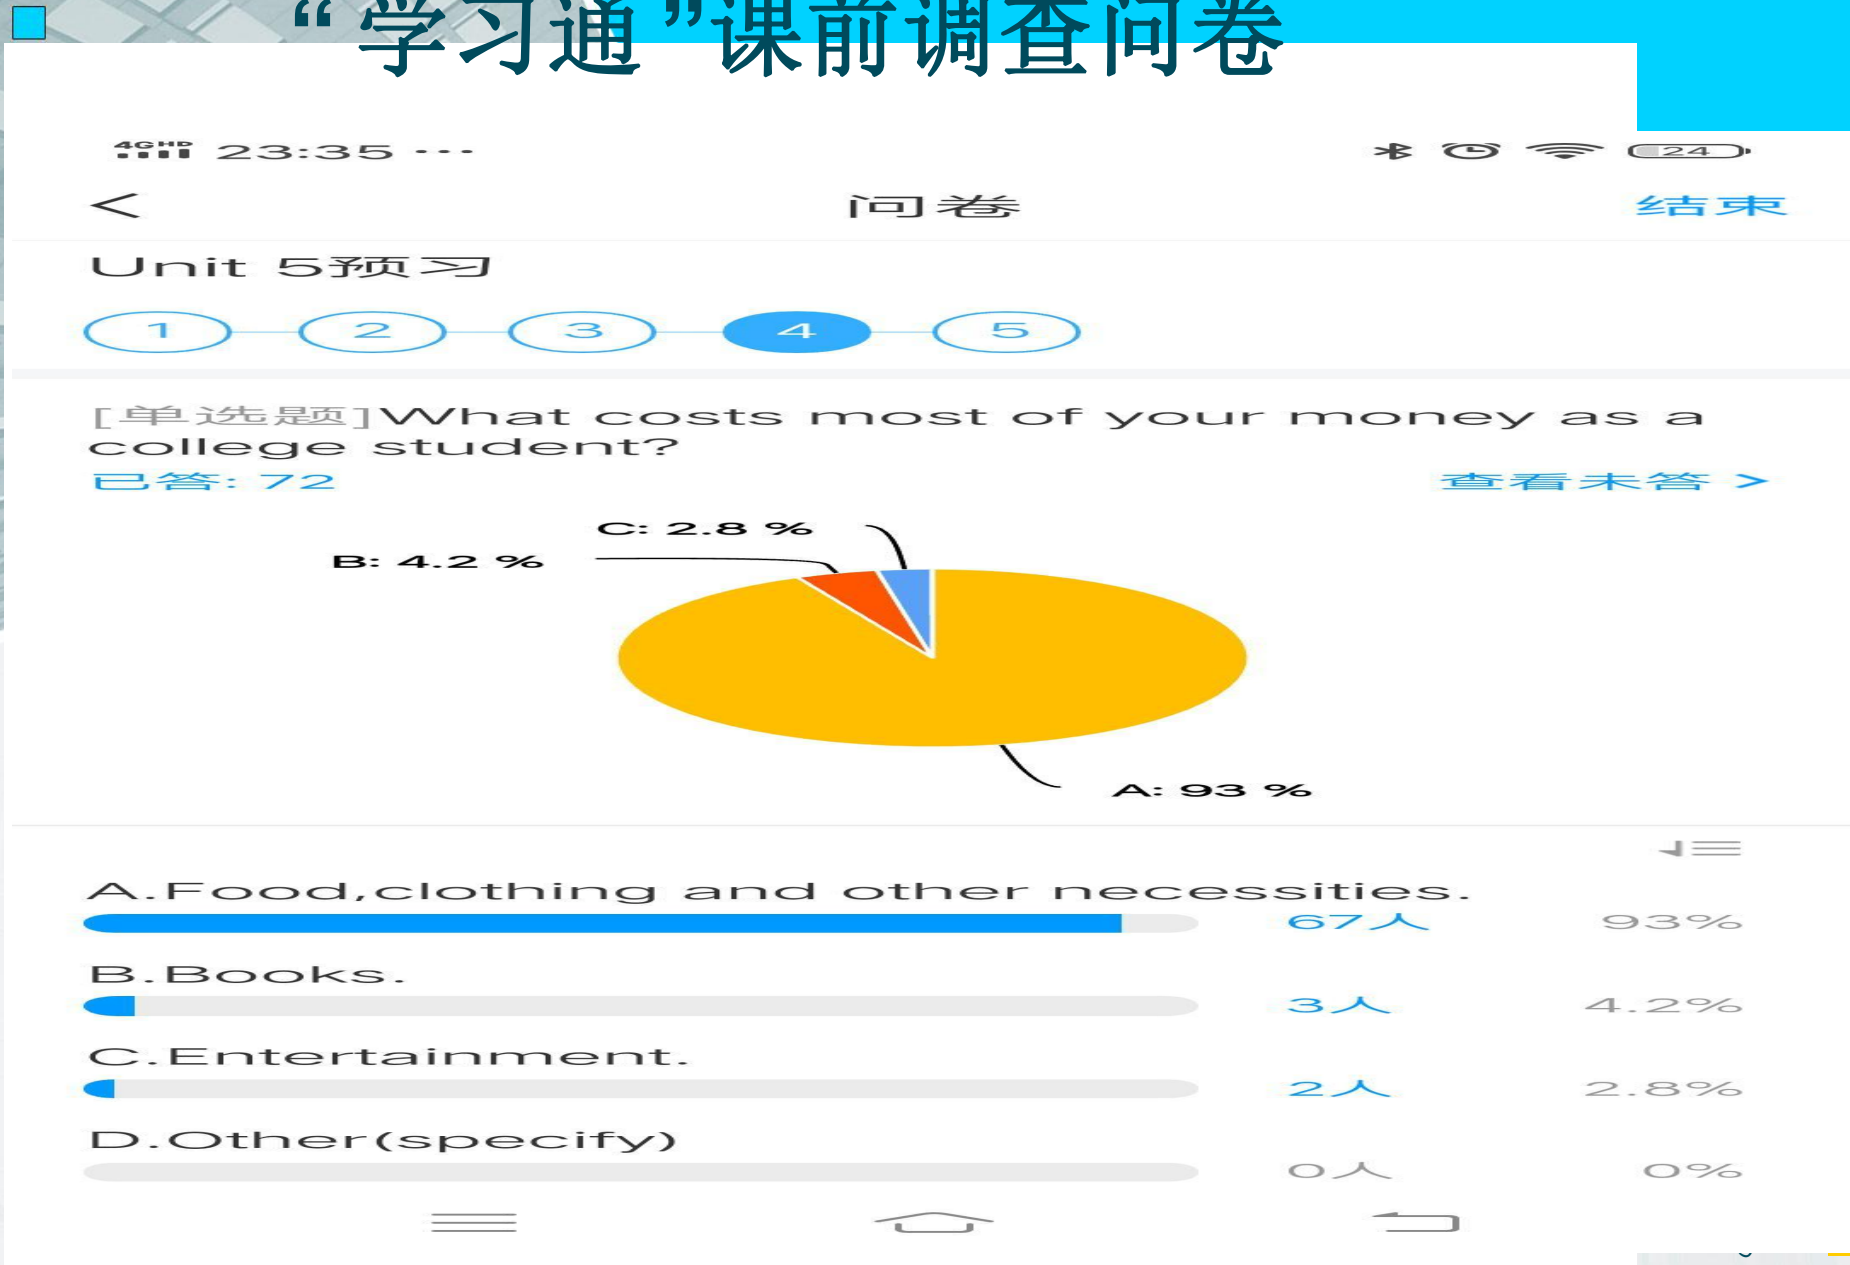 “学习通”课前调查问卷
4GHD 23:35 ···
24
< 问卷 结束
Unit 5预习
1 2 3 4 5
[单选题]What costs most of your money as a
college student?
已答: 72 查看未答 >
C: 2.8 %
B: 4.2 %
A: 93 %
A.Food,clothing and other necessities.
67人 93%
B.Books.
3人 4.2%
C.Entertainment.
2人 2.8%
D.Other(specify)
0人 0%